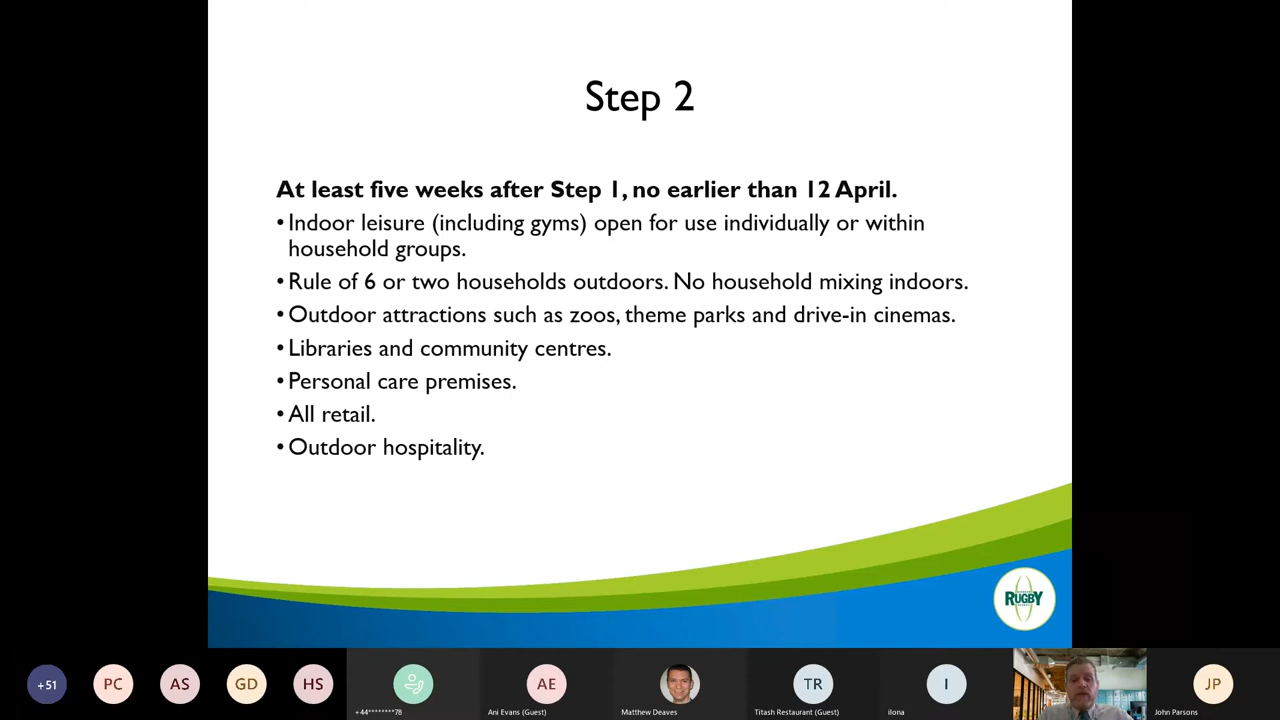 Step 2
At least five weeks after Step 1, no earlier than 12 April.
• Indoor leisure (including gyms) open for use individually or within
household groups.
• Rule of 6 or two households outdoors. No household mixing indoors.
• Outdoor attractions such as zoos, theme parks and drive-in cinemas.
• Libraries and community centres.
• Personal care premises.
• All retail.
• Outdoor hospitality.
RUGBY
+51
PC
AS
GD
HS
AE
TR
I
JP
+44********78
Ani Evans (Guest)
Matthew Deaves
Titash Restaurant (Guest)
ilona
John Parsons